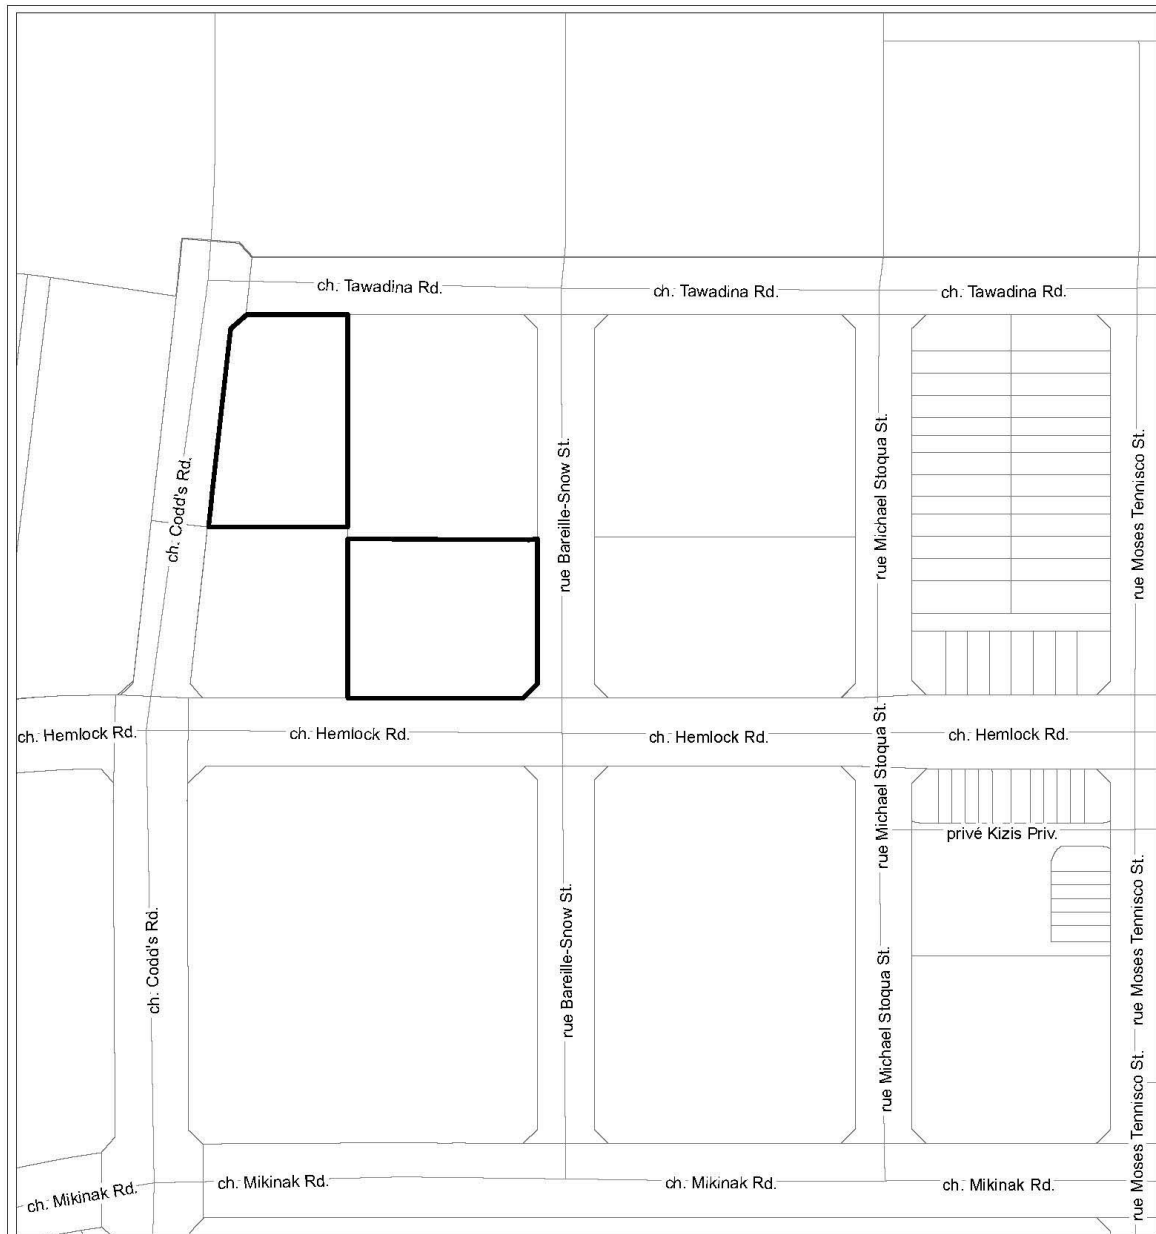 ch. Tawadina Rd.
ch. Tawadina Rd.
ch. Tawadina Rd.
ch. Codd's Rd.
rue Bareille-Snow St.
rue Michael Stoqua St.
rue Moses Tennisco St.
ch. Hemlock Rd.
ch. Hemlock Rd.
ch. Hemlock Rd.
ch. Hemlock Rd.
rue Michael Stoqua St.
privé Kizis Priv.
ch. Codd's Rd.
rue Bareille-Snow St.
rue Michael Stoqua St.
rue Moses Tennisco St.
rue Moses Tennisco St.
ch. Mikinak Rd.
ch. Mikinak Rd.
ch. Mikinak Rd.
ch. Mikinak Rd.